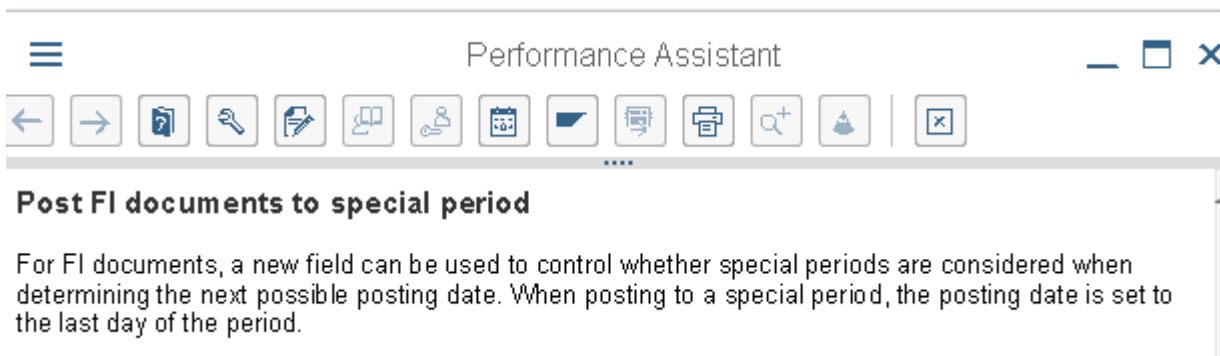 Performance Assistant
Post FI documents to special period
For FI documents, a new field can be used to control whether special periods are considered when
determining the next possible posting date. When posting to a special period, the posting date is set to
the last day of the period.